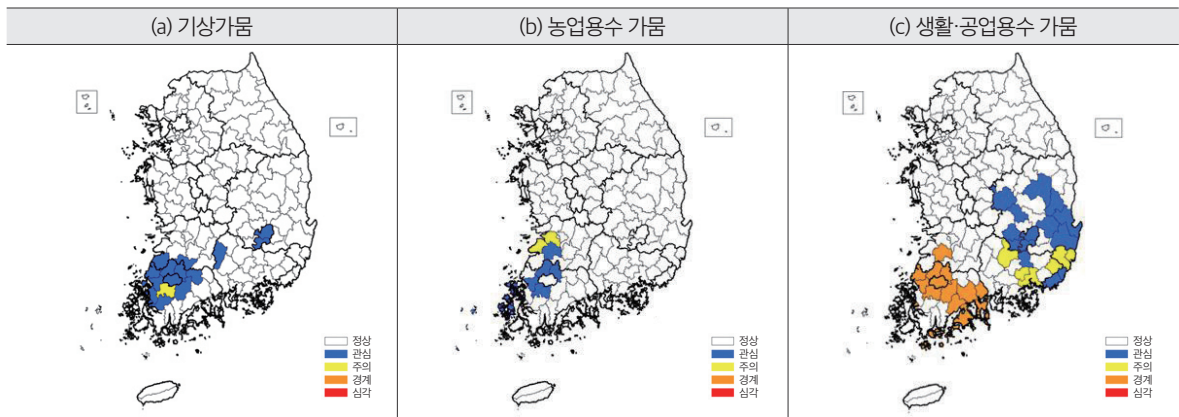 (a) 기상가뭄
(b) 농업용수 가뭄
(c) 생활·공업용수 가뭄
정상
관심
주의
경계
심각
정상
관심
주의
경계
심각
정상
관심
주의
경계
심각